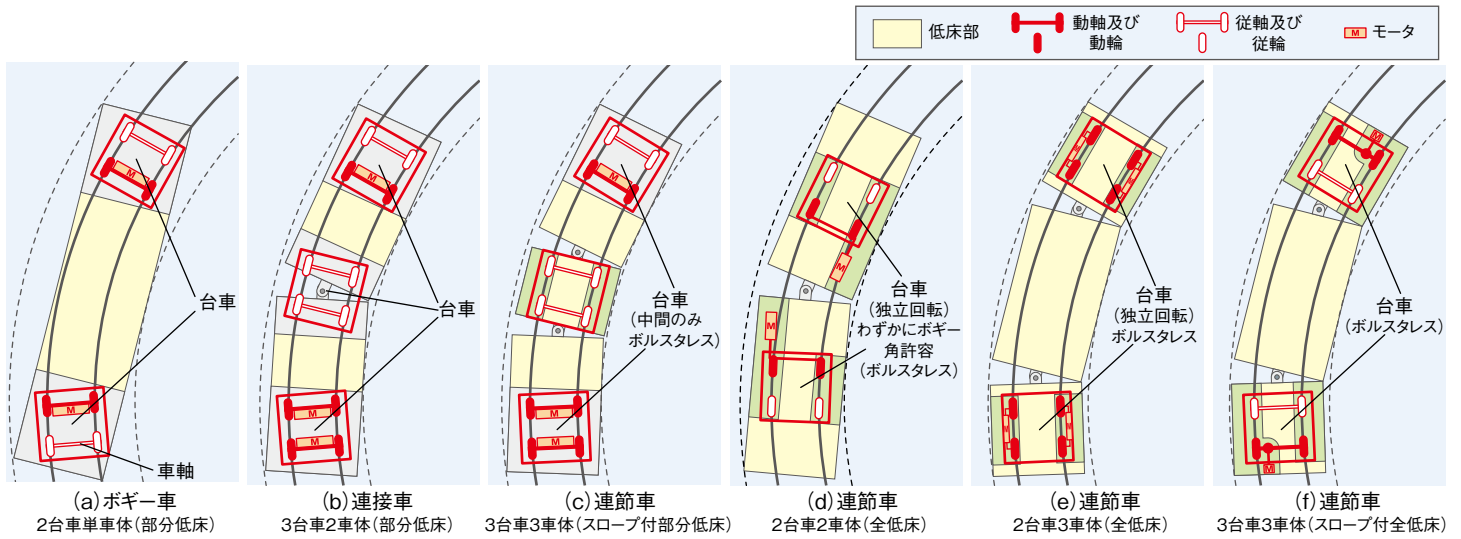 低床部
動軸及び
動輪
従軸及び
従輪
M
モータ
M
台車
M
車軸
(a)ボギー車
2台車単車体(部分低床)
M
台車
M
M
(b)連接車
3台車2車体(部分低床)
M
台車
(中間のみ
ボルスタレス)
M
M
(c)連節車
3台車3車体(スロープ付部分低床)
M
台車
(独立回転)
わずかにボギー
角許容
(ボルスタレス)
M
(d)連節車
2台車2車体(全低床)
M
M
台車
(独立回転)
ボルスタレス
M
M
(e)連節車
2台車3車体(全低床)
M
台車
(ボルスタレス)
M
(f)連節車
3台車3車体(スロープ付全低床)